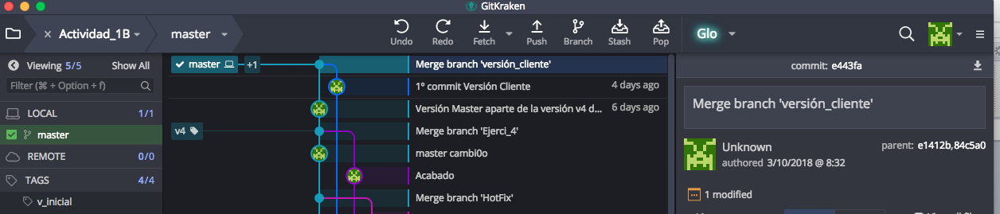 GitKraken
Actividad_1B
master
Undo
Redo
Fetch
Push
Branch
Stash
Pop
Glo
Viewing 5/5 Show All
Filter (⌘ + Option + f)
LOCAL 1/1
master
REMOTE 0/0
TAGS 4/4
v_inicial
master +1 Merge branch 'versión_cliente'
1º commit Versión Cliente 4 days ago
Versión Master aparte de la versión v4 d... 6 days ago
v4 Merge branch 'Ejerci_4'
master cambi0o
Acabado
Merge branch 'HotFix'
commit: e443fa
Merge branch 'versión_cliente'
Unknown
authored 3/10/2018 @ 8:32
parent: e1412b,84c5a0
1 modified